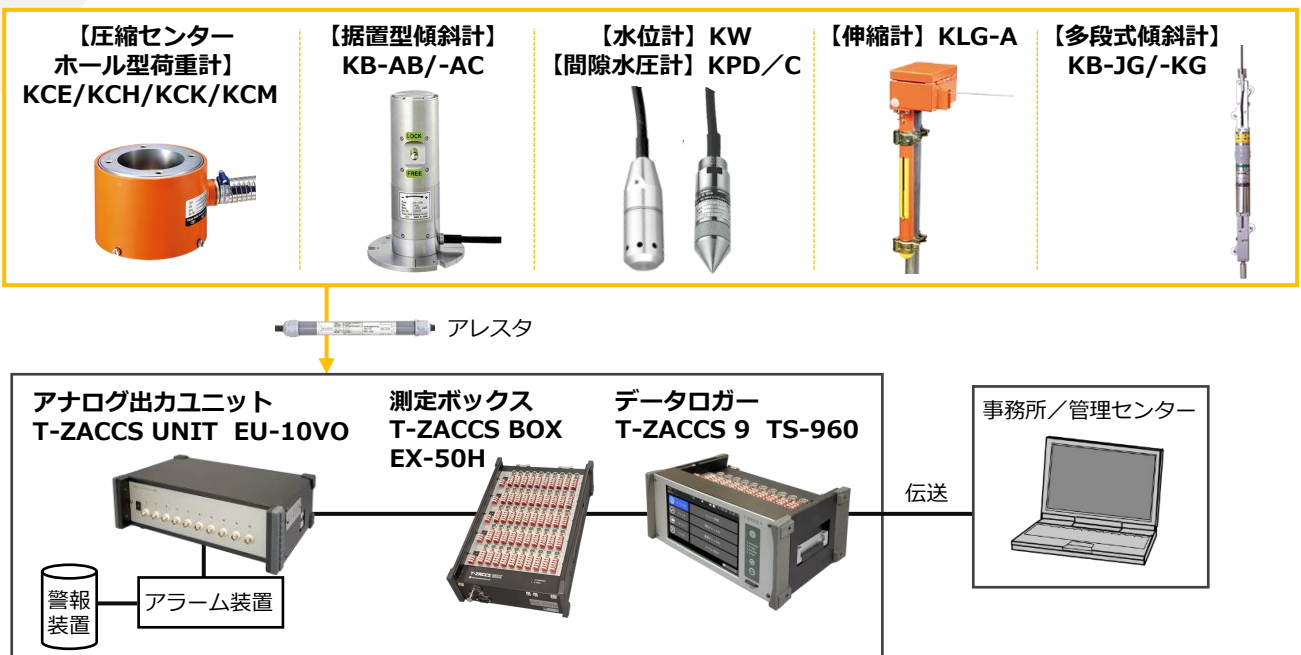 【圧縮センター
ホール型荷重計】
KCE/KCH/KCK/KCM
【据置型傾斜計】
KB-AB/-AC
【水位計】KW
【間隙水圧計】KPD／C
【伸縮計】KLG-A
【多段式傾斜計】
KB-JG/-KG
LOCK
FREE
アレスタ
アナログ出力ユニット
T-ZACCS UNIT EU-10VO
測定ボックス
T-ZACCS BOX
EX-50H
データロガー
T-ZACCS 9 TS-960
伝送
事務所／管理センター
警報
装置
アラーム装置